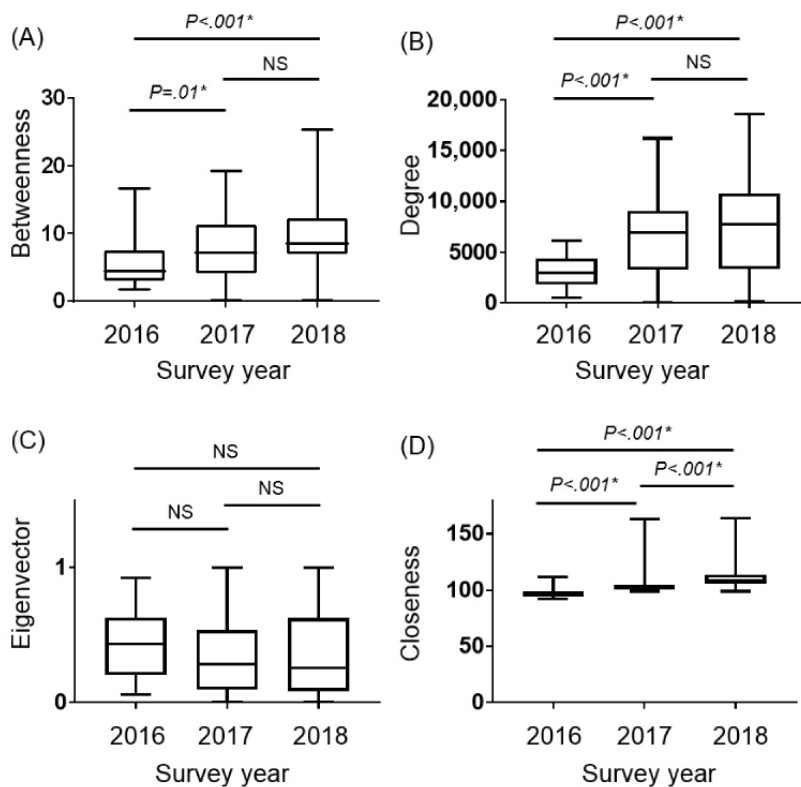 (A)
P<.001*
NS
P=.01*
30
20
10
0
Betweenness
2016 2017 2018
Survey year
(B)
P<.001*
NS
P<.001*
20,000
15,000
10,000
5000
0
Degree
2016 2017 2018
Survey year
(C)
NS
NS
NS
1
0
Eigenvector
2016 2017 2018
Survey year
(D)
P<.001*
P<.001*
P<.001*
150
100
50
0
Closeness
2016 2017 2018
Survey year